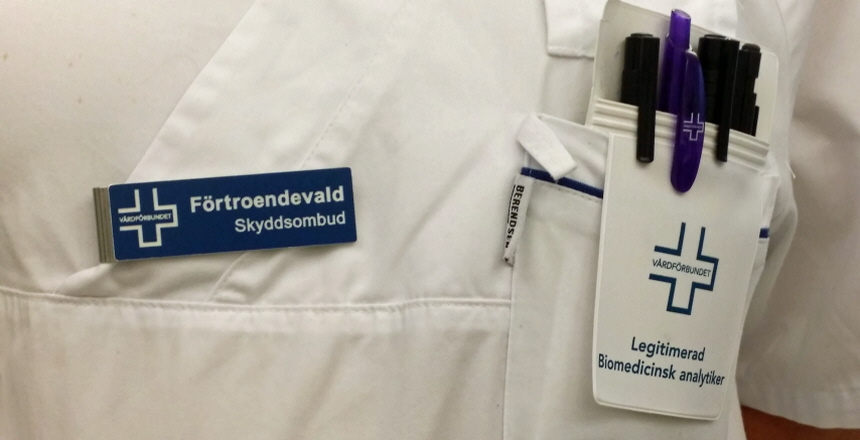 VÅRDFÖRBUNDET
Förtroendevald
Skyddsombud
BERENDSEN
VÅRDFÖRBUNDET
Legitimerad
Biomedicinsk analytiker